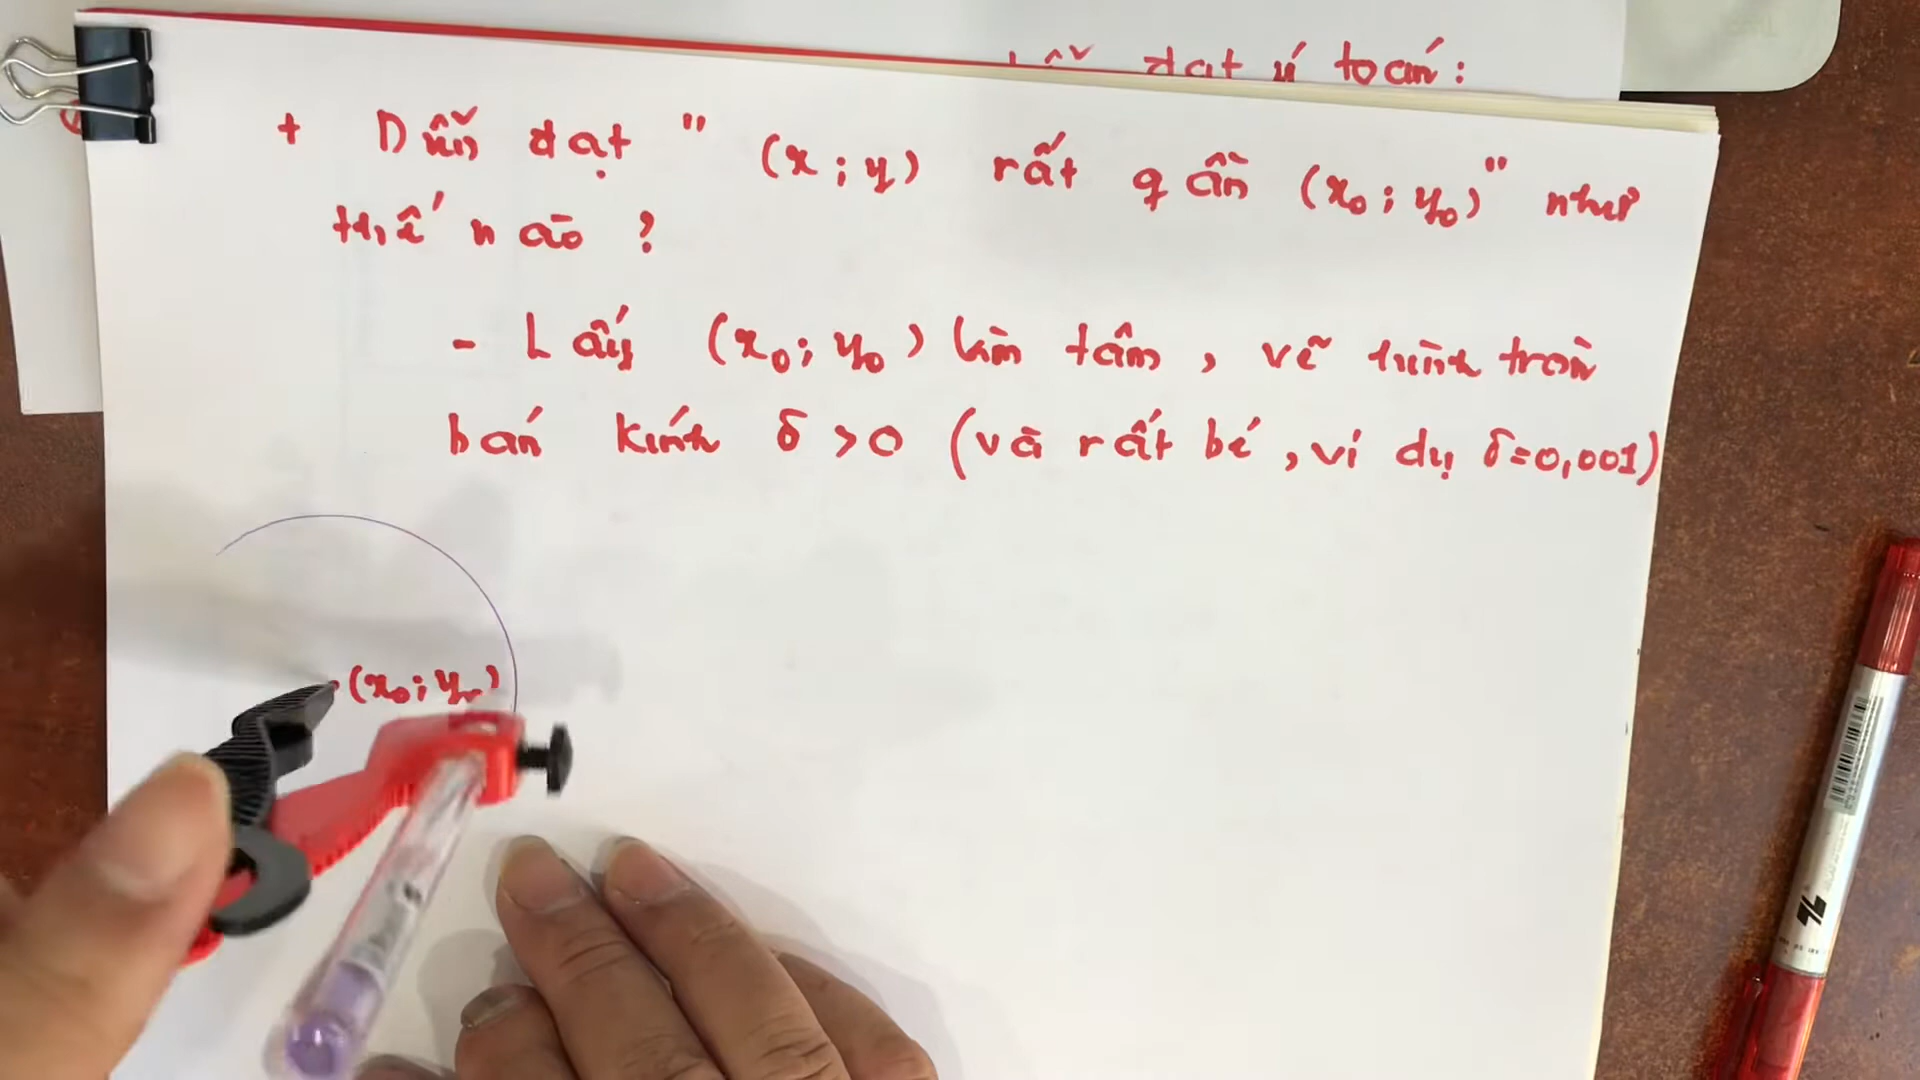 đạt ý toán:
+ Diễn đạt " (x;y) rất gần (x₀;y₀)" như
thế nào ?
- Lấy (x₀;y₀) làm tâm, vẽ hình tròn
bán kính δ >0 (và rất bé, ví dụ δ=0,001)
(x₀;y₀)